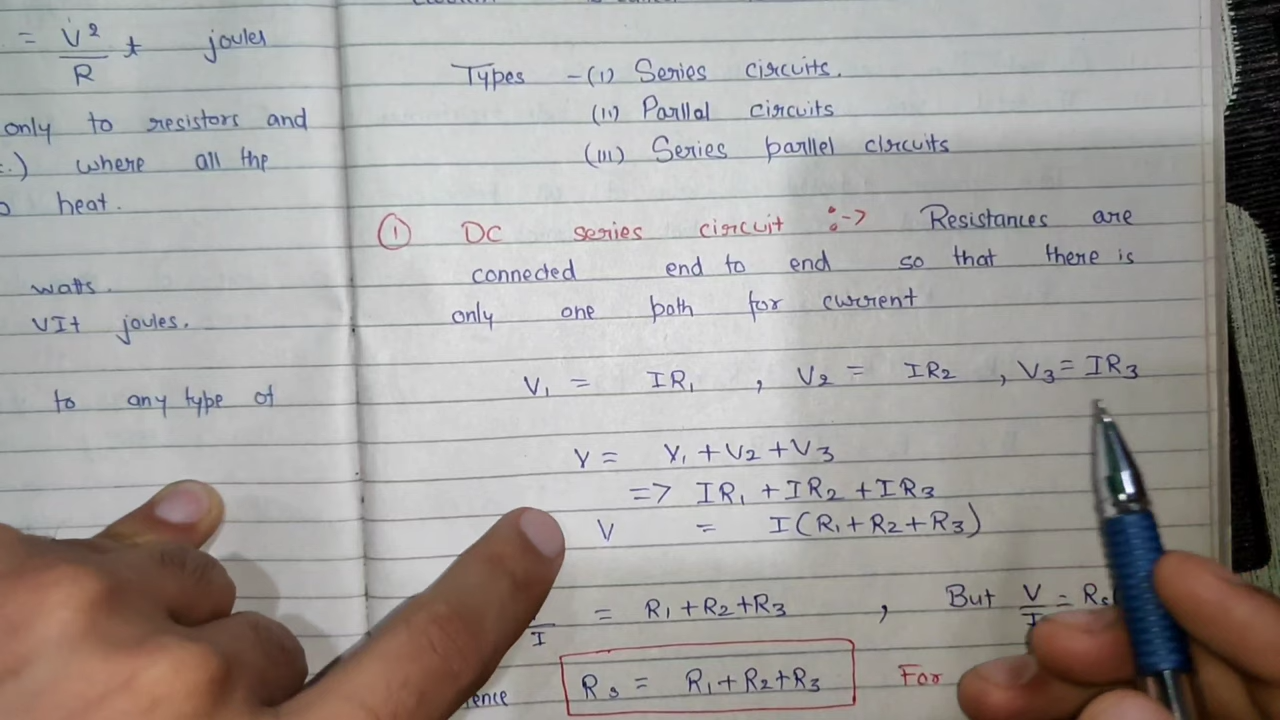 = V² t joules
R
only to resistors and
.) where all the
heat.
watts.
VIt joules.
to any type of
Types - (i) Series circuits.
(ii) Parllal circuits
(iii) Series parllel circuits
① DC series circuit :-> Resistances are
connected end to end so that there is
only one path for current
V₁ = IR₁ , V₂ = IR₂ , V₃ = IR₃
V = V₁ + V₂ + V₃
=> IR₁ + IR₂ + IR₃
V = I(R₁ + R₂ + R₃)
I = R₁ + R₂ + R₃ , But V/I = Rs
Rs = R₁ + R₂ + R₃ For